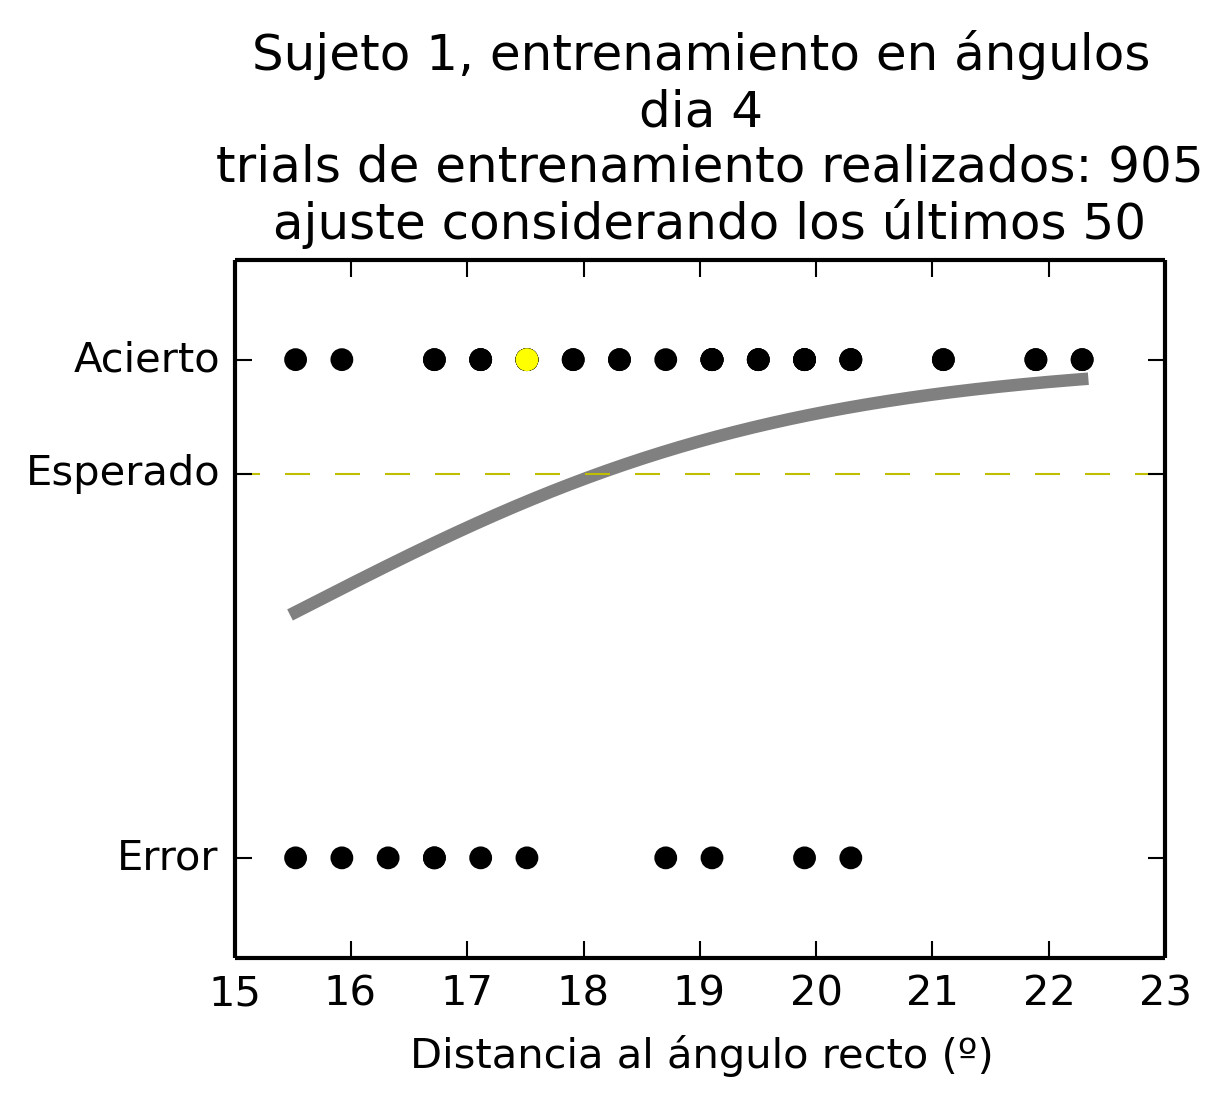 Sujeto 1, entrenamiento en ángulos
dia 4
trials de entrenamiento realizados: 905
ajuste considerando los últimos 50
Acierto
Esperado
Error
15 16 17 18 19 20 21 22 23
Distancia al ángulo recto (º)